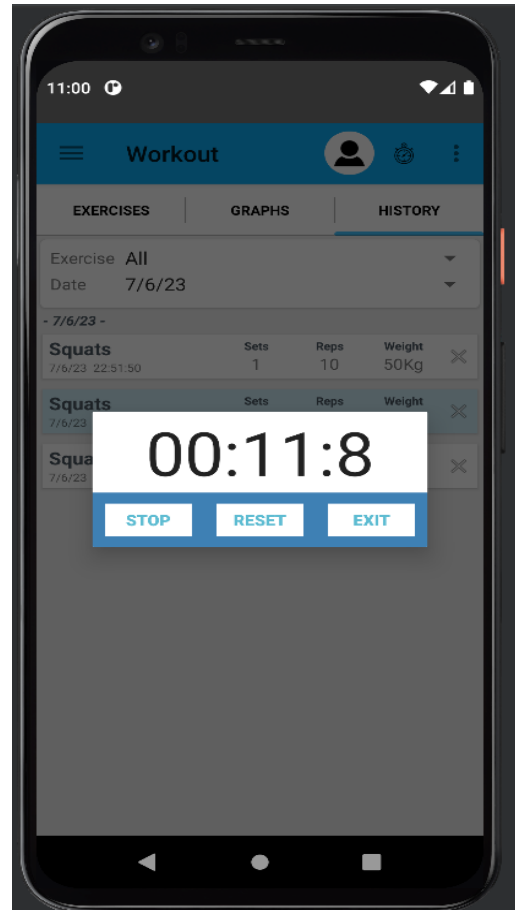 11:00
Workout
EXERCISES GRAPHS HISTORY
Exercise All
Date 7/6/23
- 7/6/23 -
Squats Sets Reps Weight
7/6/23 22:51:50 1 10 50Kg
Squats Sets Reps Weight
7/6/23
Squa
7/6/23
00:11:8
STOP RESET EXIT